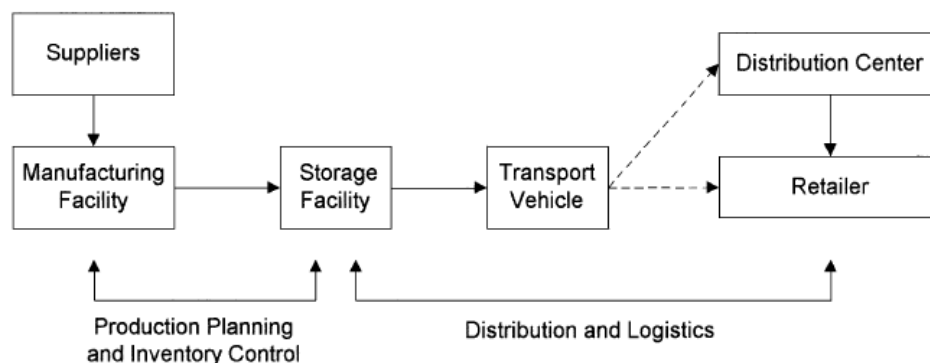 Suppliers
Distribution Center
Manufacturing
Facility
Storage
Facility
Transport
Vehicle
Retailer
Production Planning
and Inventory Control
Distribution and Logistics